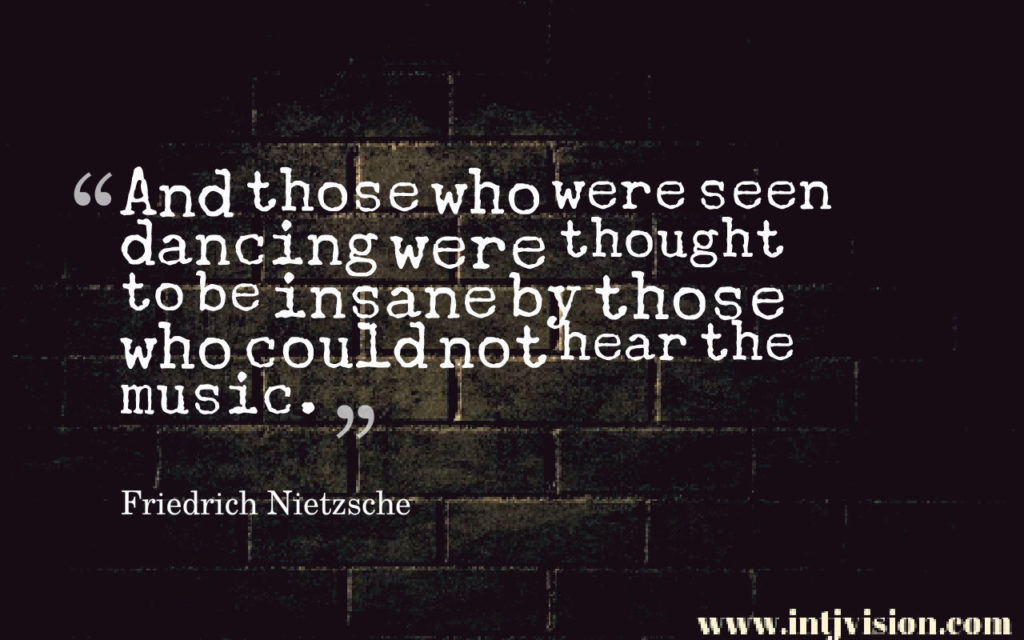 “And those who were seen
dancing were thought
to be insane by those
who could not hear the
music.”
Friedrich Nietzsche
www.intjvision.com